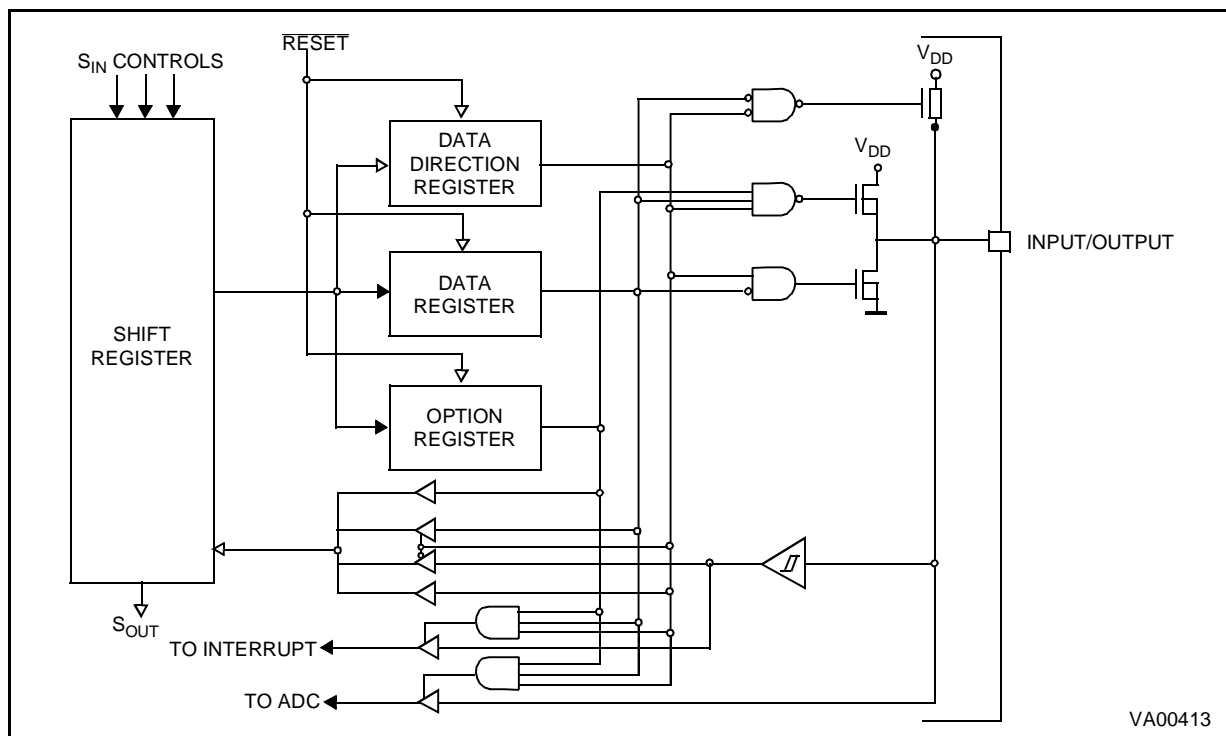 RESET
S_IN CONTROLS
V_DD
DATA
DIRECTION
REGISTER
V_DD
INPUT/OUTPUT
DATA
REGISTER
SHIFT
REGISTER
OPTION
REGISTER
S_OUT
TO INTERRUPT
TO ADC
VA00413